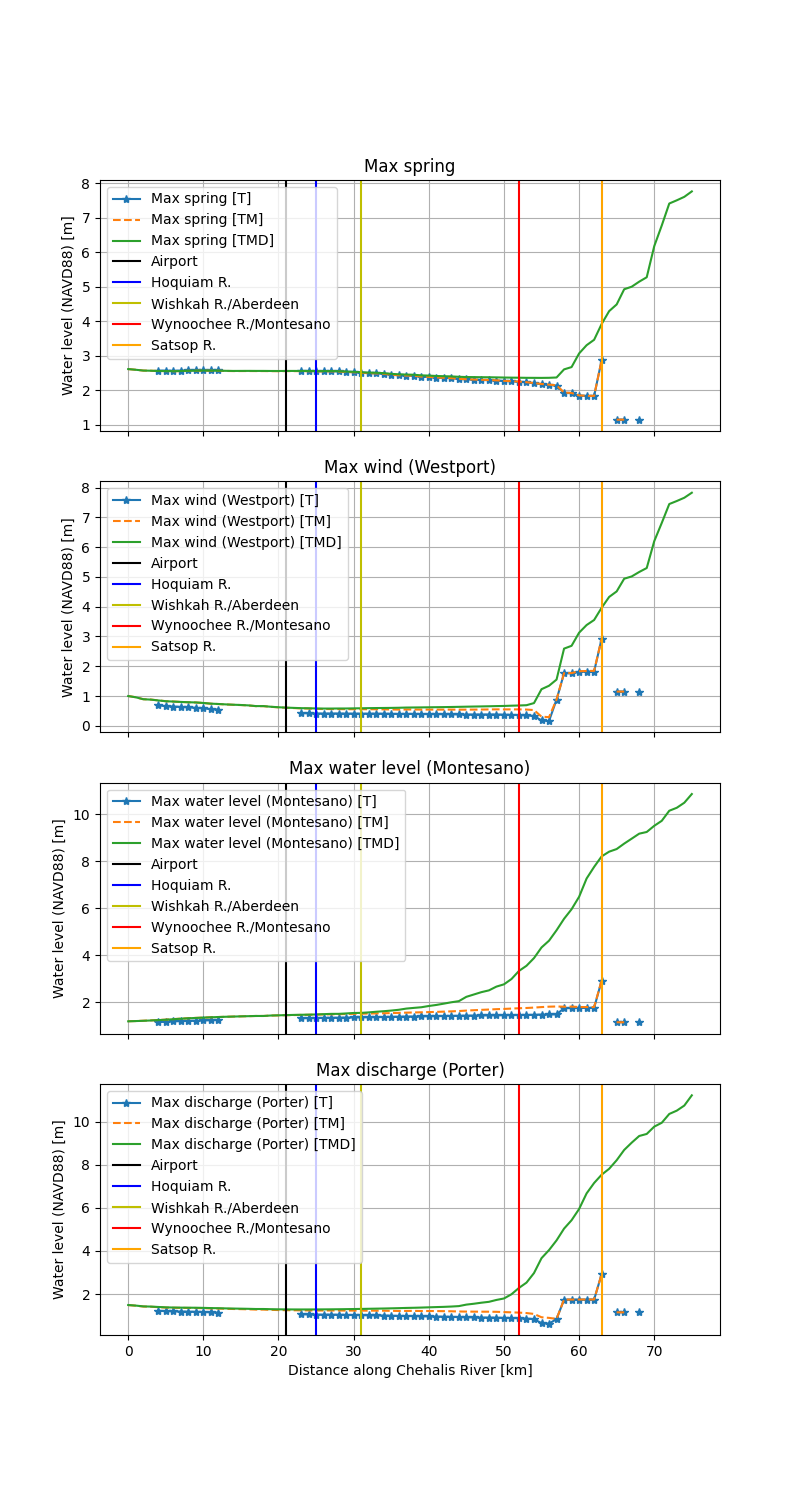 Max spring
8
7
6
5
4
3
2
1
Water level (NAVD88) [m]
Max spring [T]
Max spring [TM]
Max spring [TMD]
Airport
Hoquiam R.
Wishkah R./Aberdeen
Wynoochee R./Montesano
Satsop R.
Max wind (Westport)
8
7
6
5
4
3
2
1
0
Water level (NAVD88) [m]
Max wind (Westport) [T]
Max wind (Westport) [TM]
Max wind (Westport) [TMD]
Airport
Hoquiam R.
Wishkah R./Aberdeen
Wynoochee R./Montesano
Satsop R.
Max water level (Montesano)
10
8
6
4
2
Water level (NAVD88) [m]
Max water level (Montesano) [T]
Max water level (Montesano) [TM]
Max water level (Montesano) [TMD]
Airport
Hoquiam R.
Wishkah R./Aberdeen
Wynoochee R./Montesano
Satsop R.
Max discharge (Porter)
10
8
6
4
2
Water level (NAVD88) [m]
Max discharge (Porter) [T]
Max discharge (Porter) [TM]
Max discharge (Porter) [TMD]
Airport
Hoquiam R.
Wishkah R./Aberdeen
Wynoochee R./Montesano
Satsop R.
0 10 20 30 40 50 60 70
Distance along Chehalis River [km]